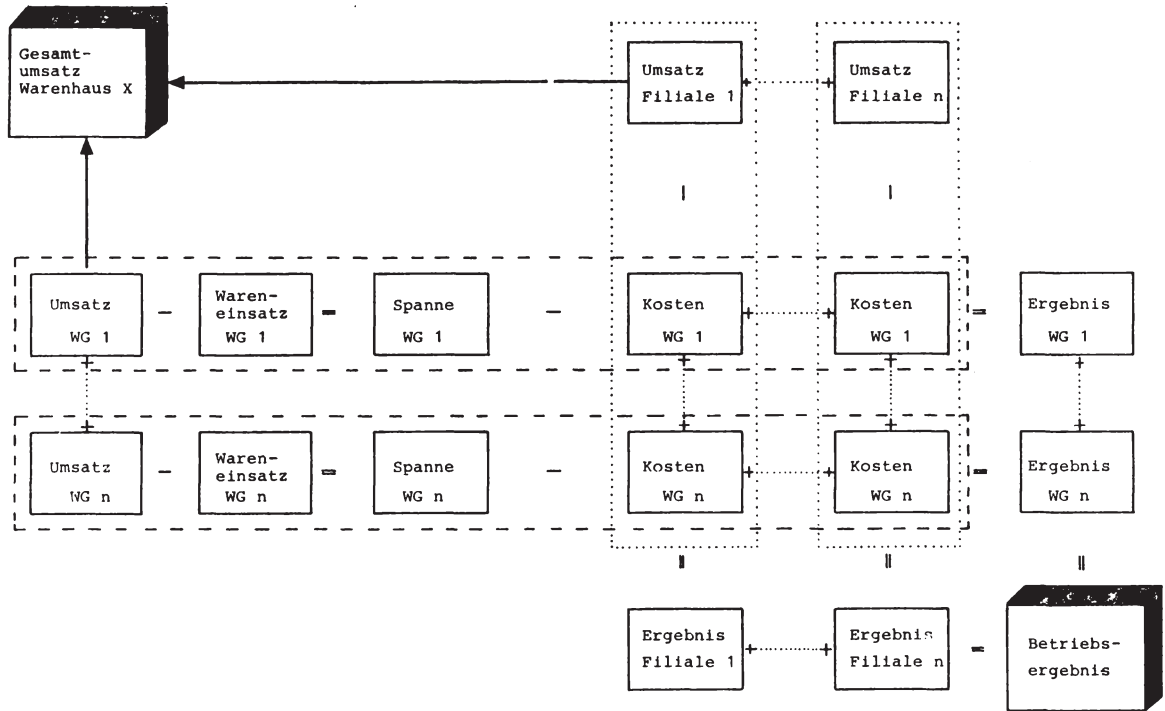 Gesamt-
umsatz
Warenhaus X
Umsatz
Filiale 1
Umsatz
Filiale n
Umsatz
WG 1
Waren-
einsatz
WG 1
Spanne
WG 1
Kosten
WG 1
Kosten
WG 1
Ergebnis
WG 1
Umsatz
WG n
Waren-
einsatz
WG n
Spanne
WG n
Kosten
WG n
Kosten
WG n
Ergebnis
WG n
Ergebnis
Filiale 1
Ergebnis
Filiale n
Betriebs-
ergebnis